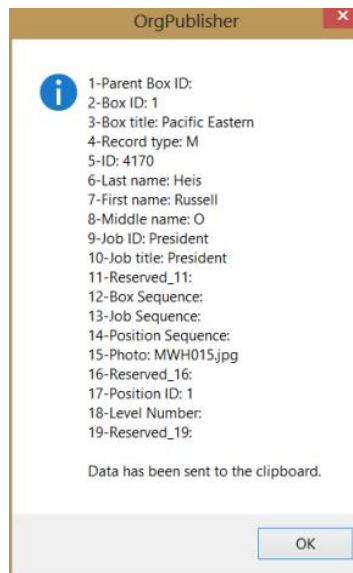 OrgPublisher
1-Parent Box ID:
2-Box ID: 1
3-Box title: Pacific Eastern
4-Record type: M
5-ID: 4170
6-Last name: Heis
7-First name: Russell
8-Middle name: O
9-Job ID: President
10-Job title: President
11-Reserved_11:
12-Box Sequence:
13-Job Sequence:
14-Position Sequence:
15-Photo: MWH015.jpg
16-Reserved_16:
17-Position ID: 1
18-Level Number:
19-Reserved_19:
Data has been sent to the clipboard.
OK